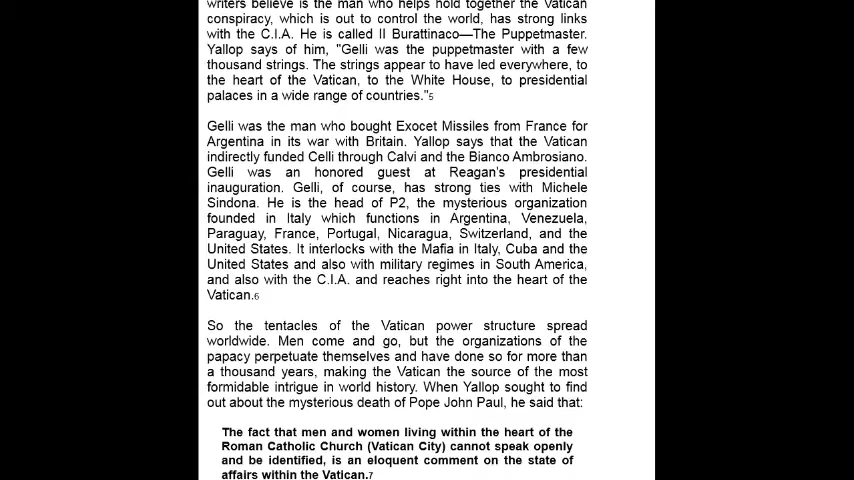 writers believe is the man who helps hold together the Vatican
conspiracy, which is out to control the world, has strong links
with the C.I.A. He is called II Burattinaco—The Puppetmaster.
Yallop says of him, "Gelli was the puppetmaster with a few
thousand strings. The strings appear to have led everywhere, to
the heart of the Vatican, to the White House, to presidential
palaces in a wide range of countries."5
Gelli was the man who bought Exocet Missiles from France for
Argentina in its war with Britain. Yallop says that the Vatican
indirectly funded Celli through Calvi and the Bianco Ambrosiano.
Gelli was an honored guest at Reagan's presidential
inauguration. Gelli, of course, has strong ties with Michele
Sindona. He is the head of P2, the mysterious organization
founded in Italy which functions in Argentina, Venezuela,
Paraguay, France, Portugal, Nicaragua, Switzerland, and the
United States. It interlocks with the Mafia in Italy, Cuba and the
United States and also with military regimes in South America,
and also with the C.I.A. and reaches right into the heart of the
Vatican.6
So the tentacles of the Vatican power structure spread
worldwide. Men come and go, but the organizations of the
papacy perpetuate themselves and have done so for more than
a thousand years, making the Vatican the source of the most
formidable intrigue in world history. When Yallop sought to find
out about the mysterious death of Pope John Paul, he said that:
The fact that men and women living within the heart of the
Roman Catholic Church (Vatican City) cannot speak openly
and be identified, is an eloquent comment on the state of
affairs within the Vatican.7